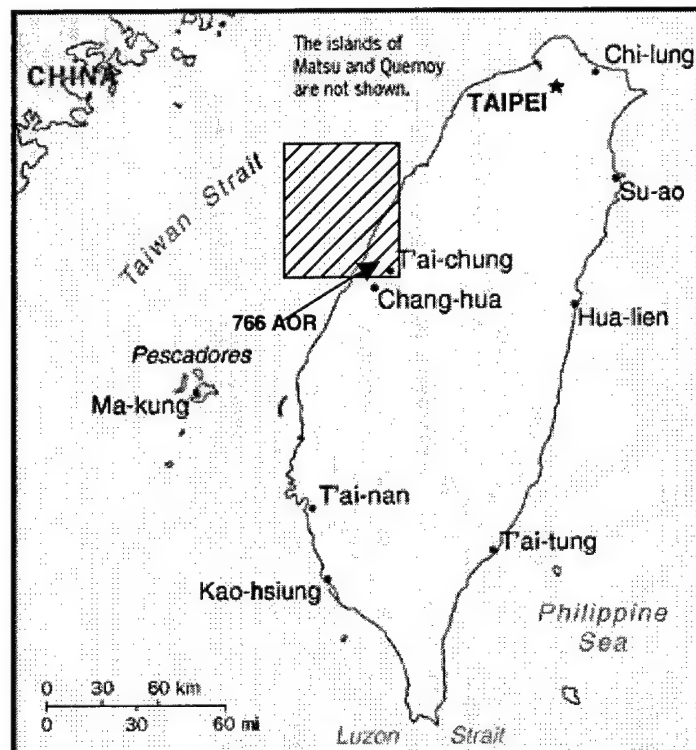 The islands of
Matsu and Quemoy
are not shown.
CHINA
Chi-lung
TAIPEI
Taiwan Strait
Su-ao
T'ai-chung
Chang-hua
766 AOR
Hua-lien
Pescadores
Ma-kung
T'ai-nan
T'ai-tung
Kao-hsiung
Philippine
Sea
0 30 60 km
0 30 60 mi
Luzon Strait